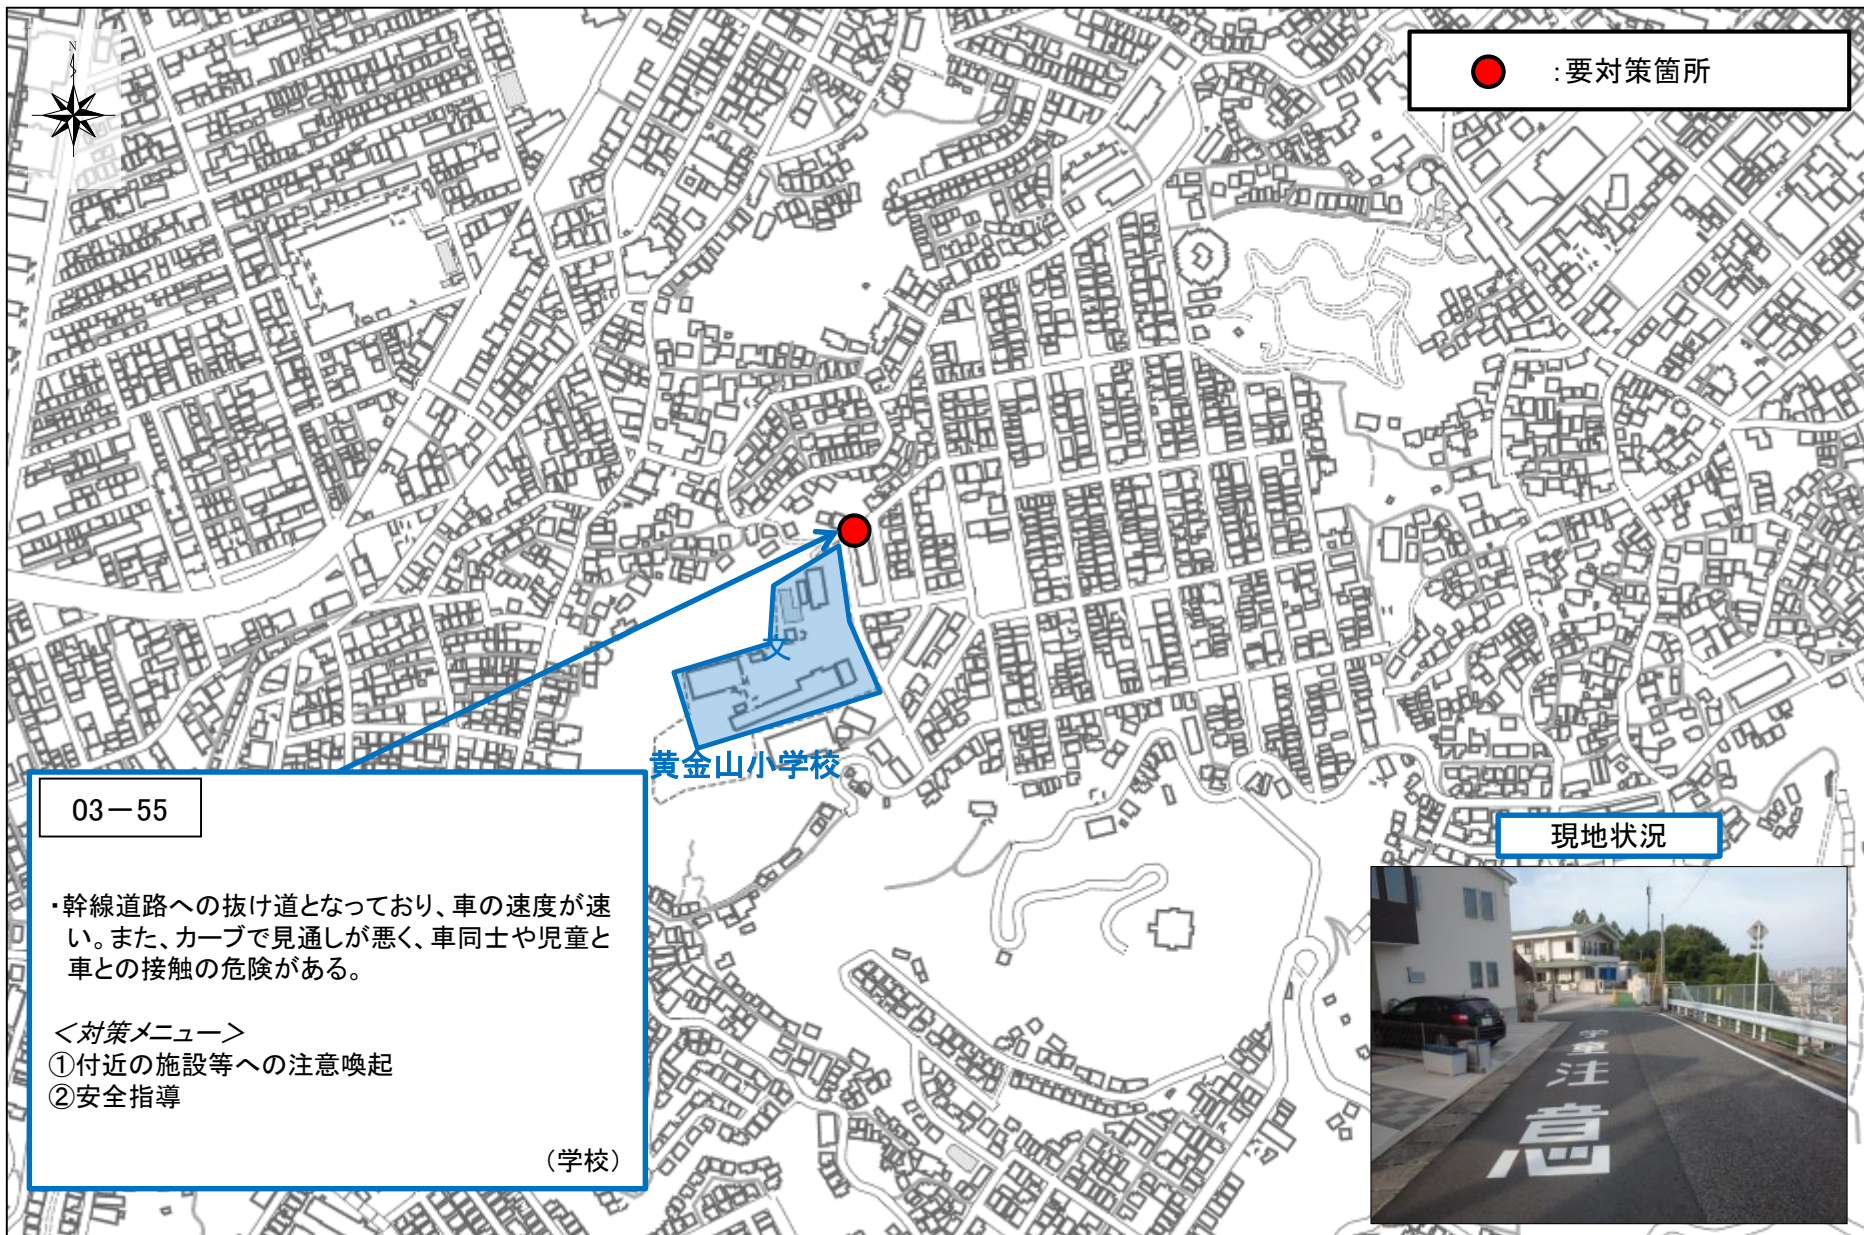 N
:要対策箇所
文
黄金山小学校
03－55
・幹線道路への抜け道となっており、車の速度が速
い。また、カーブで見通しが悪く、車同士や児童と
車との接触の危険がある。
＜対策メニュー＞
①付近の施設等への注意喚起
②安全指導
（学校）
現地状況
注
意